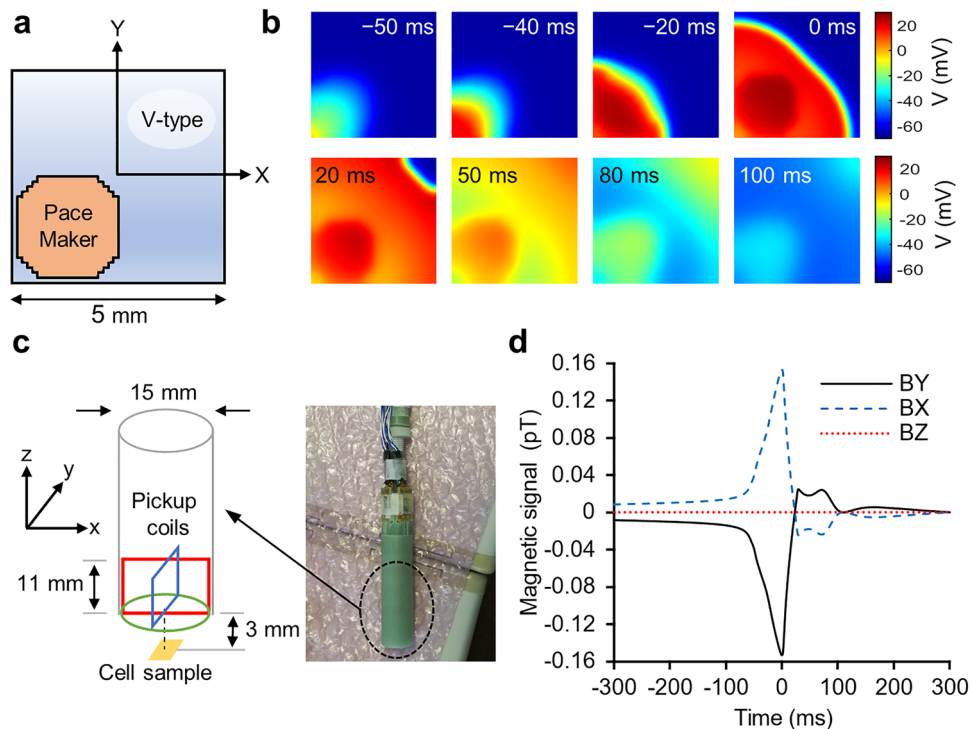 a
Y
V-type
X
Pace
Maker
5 mm
b
−50 ms
−40 ms
−20 ms
0 ms
20
0
-20
-40
-60
V (mV)
20 ms
50 ms
80 ms
100 ms
20
0
-20
-40
-60
V (mV)
c
15 mm
z
y
x
Pickup
coils
11 mm
3 mm
Cell sample
d
0.16
0.12
0.08
0.04
0
-0.04
-0.08
-0.12
-0.16
Magnetic signal (pT)
BY
BX
BZ
-300 -200 -100 0 100 200 300
Time (ms)